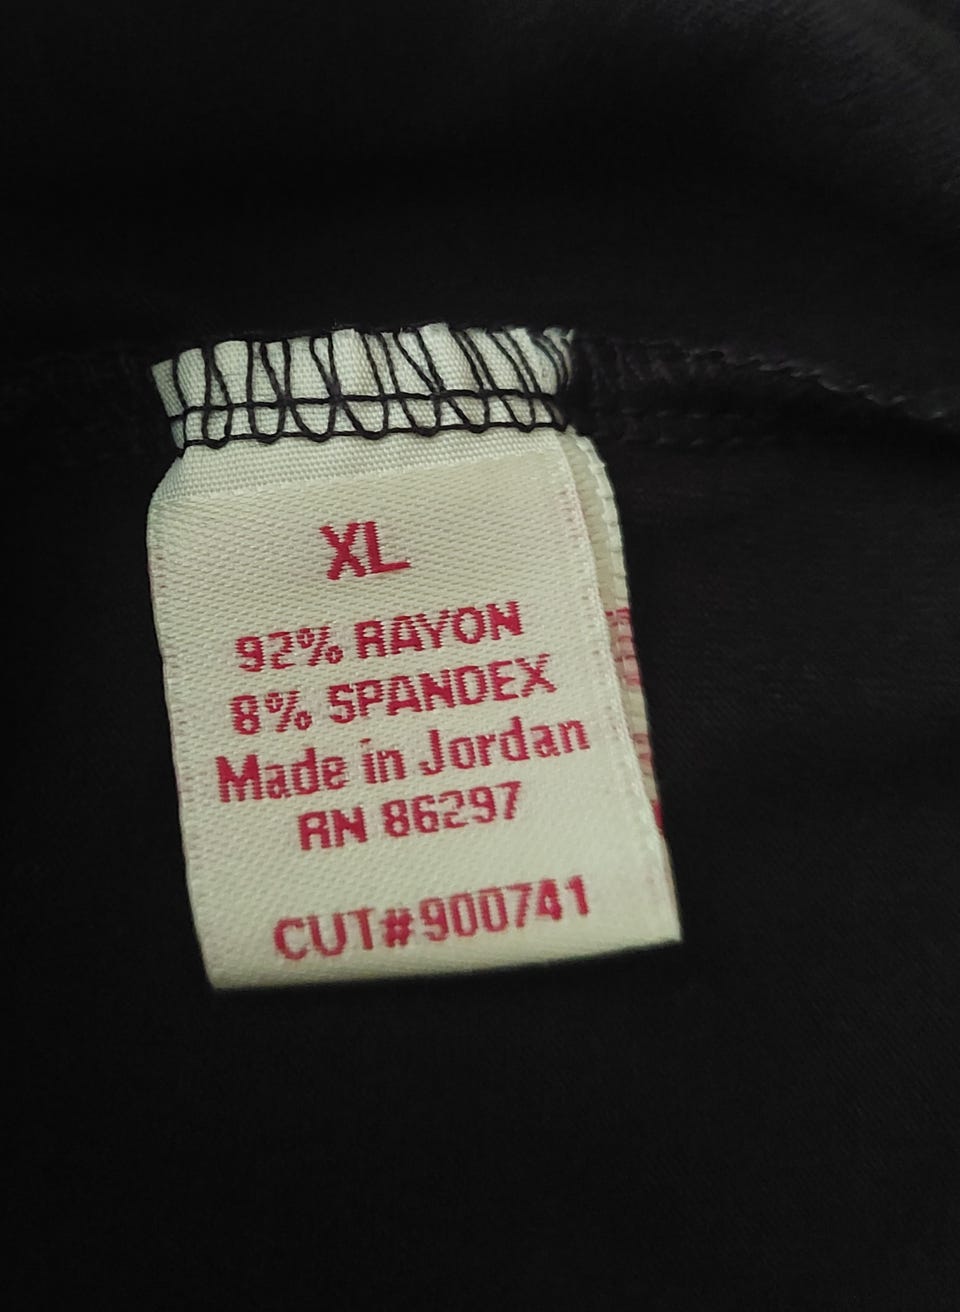 XL
92% RAYON
8% SPANDEX
Made in Jordan
RN 86297
CUT#900741